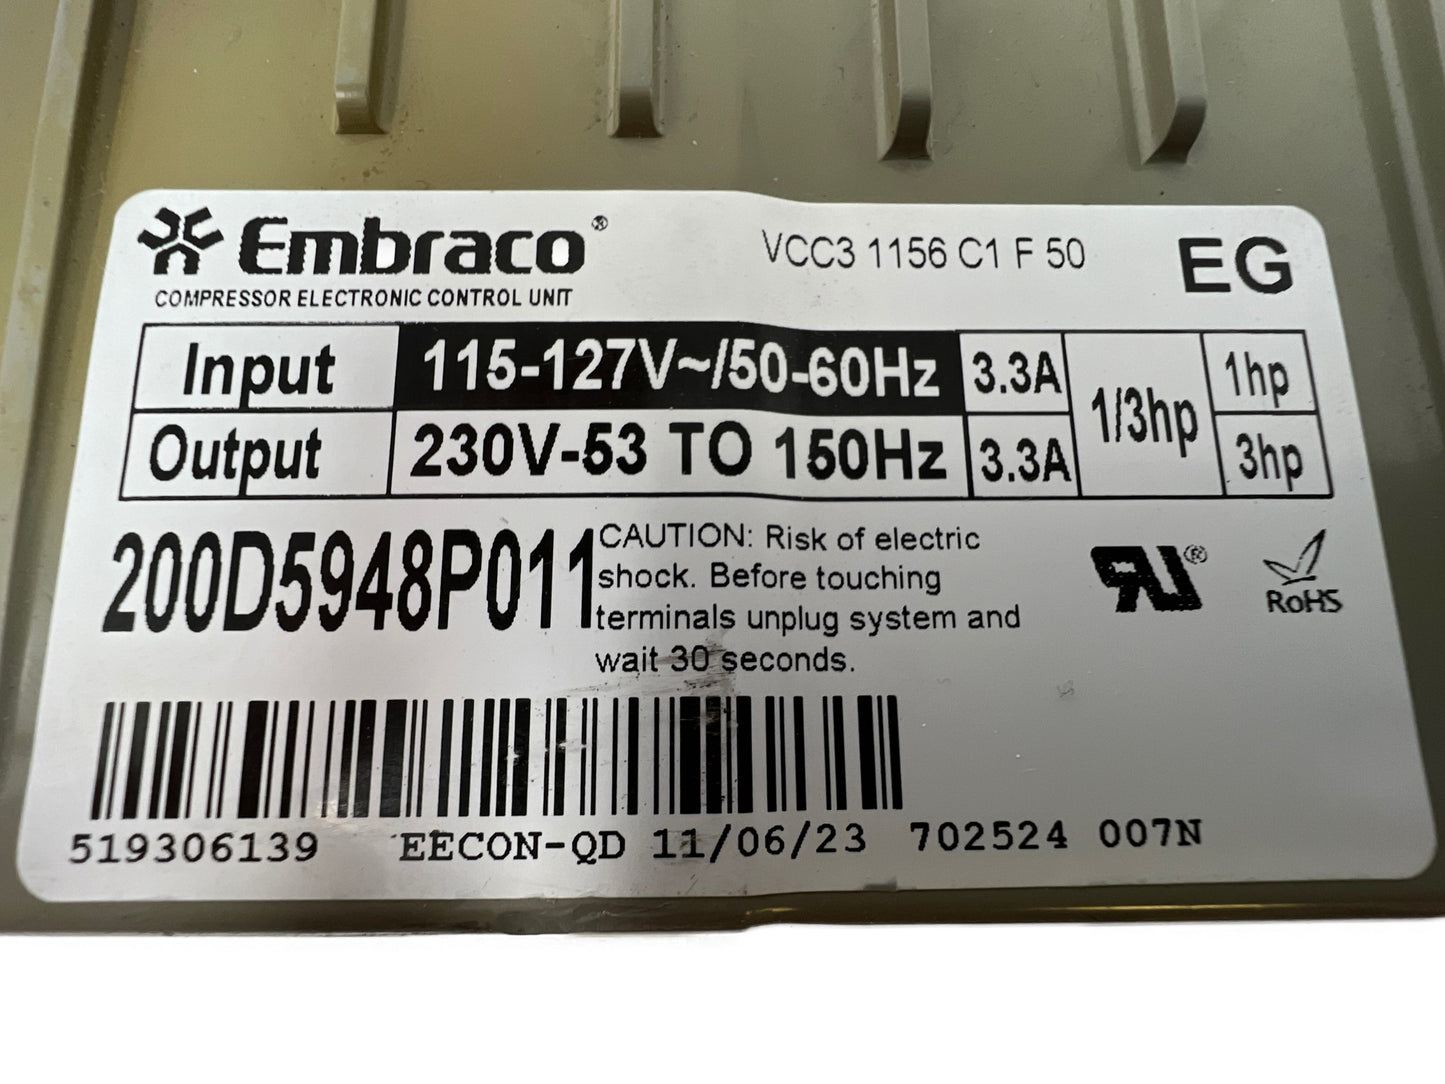 Embraco®
COMPRESSOR ELECTRONIC CONTROL UNIT
VCC3 1156 C1 F 50
EG
Input 115-127V~/50-60Hz 3.3A 1/3hp 1hp
Output 230V-53 TO 150Hz 3.3A 3hp
200D5948P011
CAUTION: Risk of electric
shock. Before touching
terminals unplug system and
wait 30 seconds.
RU®
RoHS
519306139 EECON-QD 11/06/23 702524 007N